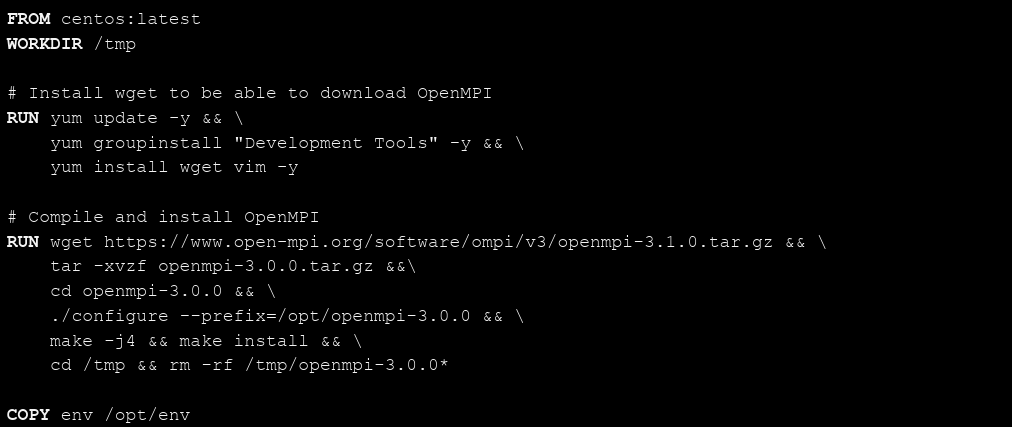 FROM centos:latest
WORKDIR /tmp
# Install wget to be able to download OpenMPI
RUN yum update -y && \
yum groupinstall "Development Tools" -y && \
yum install wget vim -y
# Compile and install OpenMPI
RUN wget https://www.open-mpi.org/software/ompi/v3/openmpi-3.1.0.tar.gz && \
tar -xvzf openmpi-3.0.0.tar.gz &&\
cd openmpi-3.0.0 && \
./configure --prefix=/opt/openmpi-3.0.0 && \
make -j4 && make install && \
cd /tmp && rm -rf /tmp/openmpi-3.0.0*
COPY env /opt/env